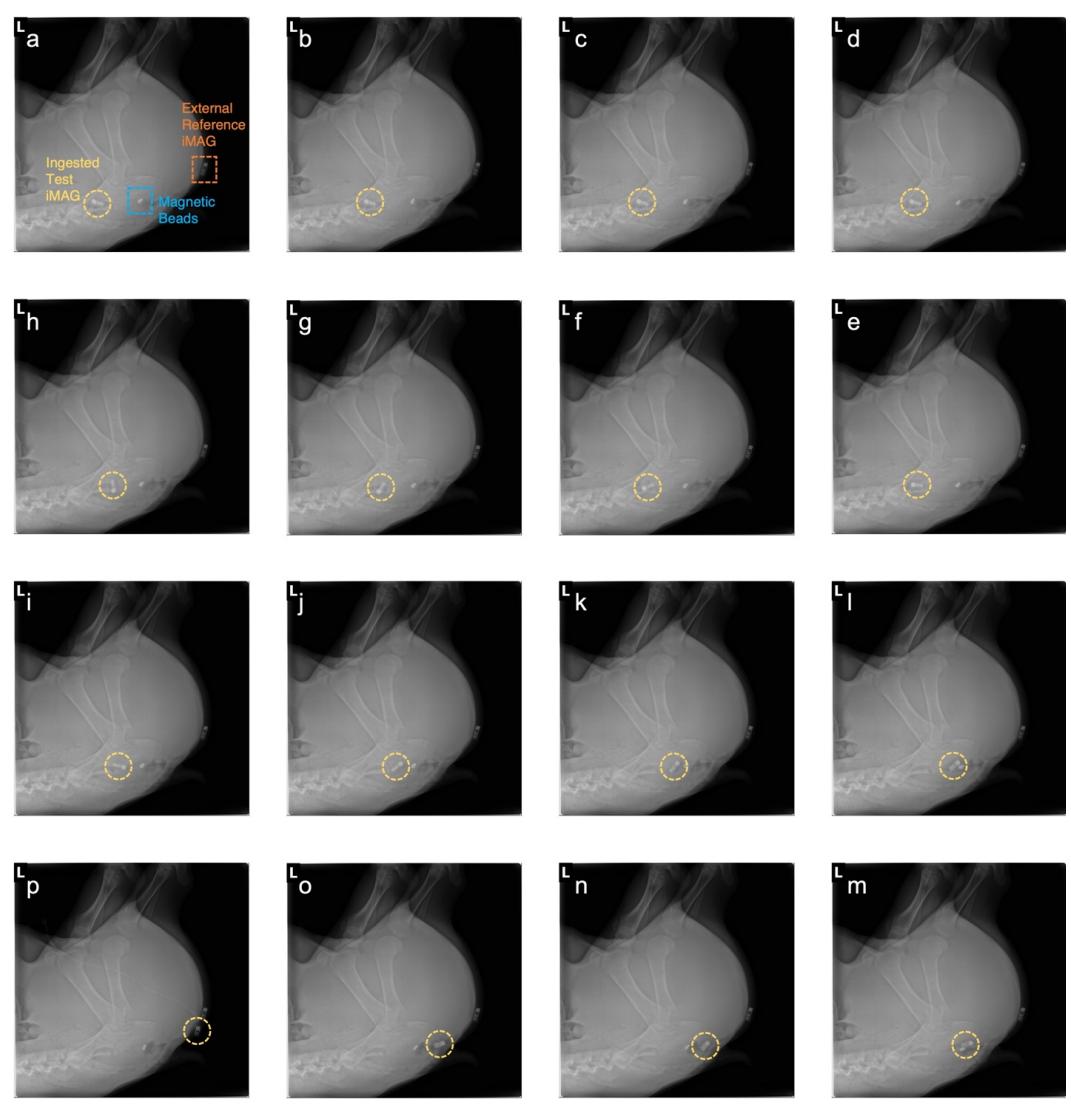 L a
L b
L c
L d
External
Reference
iMAG
Ingested
Test
iMAG
Magnetic
Beads
L h
L g
L f
L e
L i
L j
L k
L l
L p
L o
L n
L m